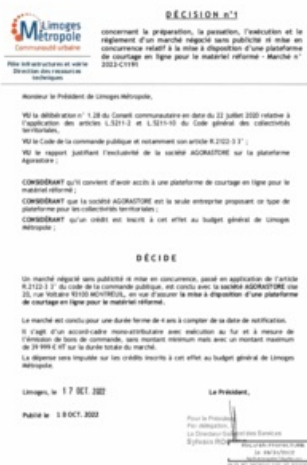 Limoges
Métropole
Communauté urbaine
Pôle infrastructures et voirie
Direction des ressources
techniques
DÉCISION n°1
concernant la préparation, la passation, l'exécution et le
règlement d'un marché négocié sans publicité ni mise en
concurrence relatif à la mise à disposition d'une plateforme
de courtage en ligne pour le matériel réformé - Marché n°
2022-C1191
Monsieur le Président de Limoges Métropole,
VU la délibération n° 1.28 du Conseil communautaire en date du 22 juillet 2020 relative à
l'application des articles L.5211-2 et L.5211-10 du Code général des collectivités
territoriales,
VU le Code de la commande publique et notamment son article R.2122-3 3° ;
VU le rapport justifiant l'exclusivité de la société AGORASTORE sur la plateforme
Agorastore ;
CONSIDÉRANT qu'il convient d'avoir accès à une plateforme de courtage en ligne pour le
matériel réformé ;
CONSIDÉRANT que la société AGORASTORE est la seule entreprise proposant ce type de
plateforme pour les collectivités territoriales ;
CONSIDÉRANT qu'un crédit est inscrit à cet effet au budget général de Limoges
Métropole ;
DÉCIDE
Un marché négocié sans publicité ni mise en concurrence, passé en application de l'article
R.2122-3 3° du code de la commande publique, est conclu avec la société AGORASTORE sise
20, rue Voltaire 93100 MONTREUIL, en vue d'assurer la mise à disposition d'une plateforme
de courtage en ligne pour le matériel réformé.
Le marché est conclu pour une durée ferme de 4 ans à compter de sa date de notification.
Il s'agit d'un accord-cadre mono-attributaire avec exécution au fur et à mesure de
l'émission de bons de commande, sans montant minimum mais avec un montant maximum
de 39 999 € HT sur la durée totale du marché.
La dépense sera imputée sur les crédits inscrits à cet effet au budget général de Limoges
Métropole.
Limoges, le 17 OCT. 2022
Le Président,
Publié le 18 OCT. 2022
Pour le Président
Par délégation,
Le Directeur Général des Services
Sylvain